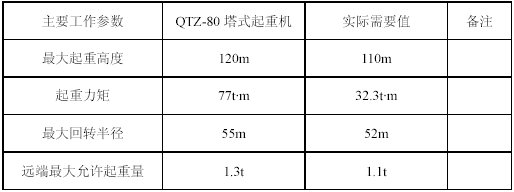 主要工作参数 QTZ-80 塔式起重机 实际需要值 备注
最大起重高度 120m 110m
起重力矩 77t·m 32.3t·m
最大回转半径 55m 52m
远端最大允许起重量 1.3t 1.1t